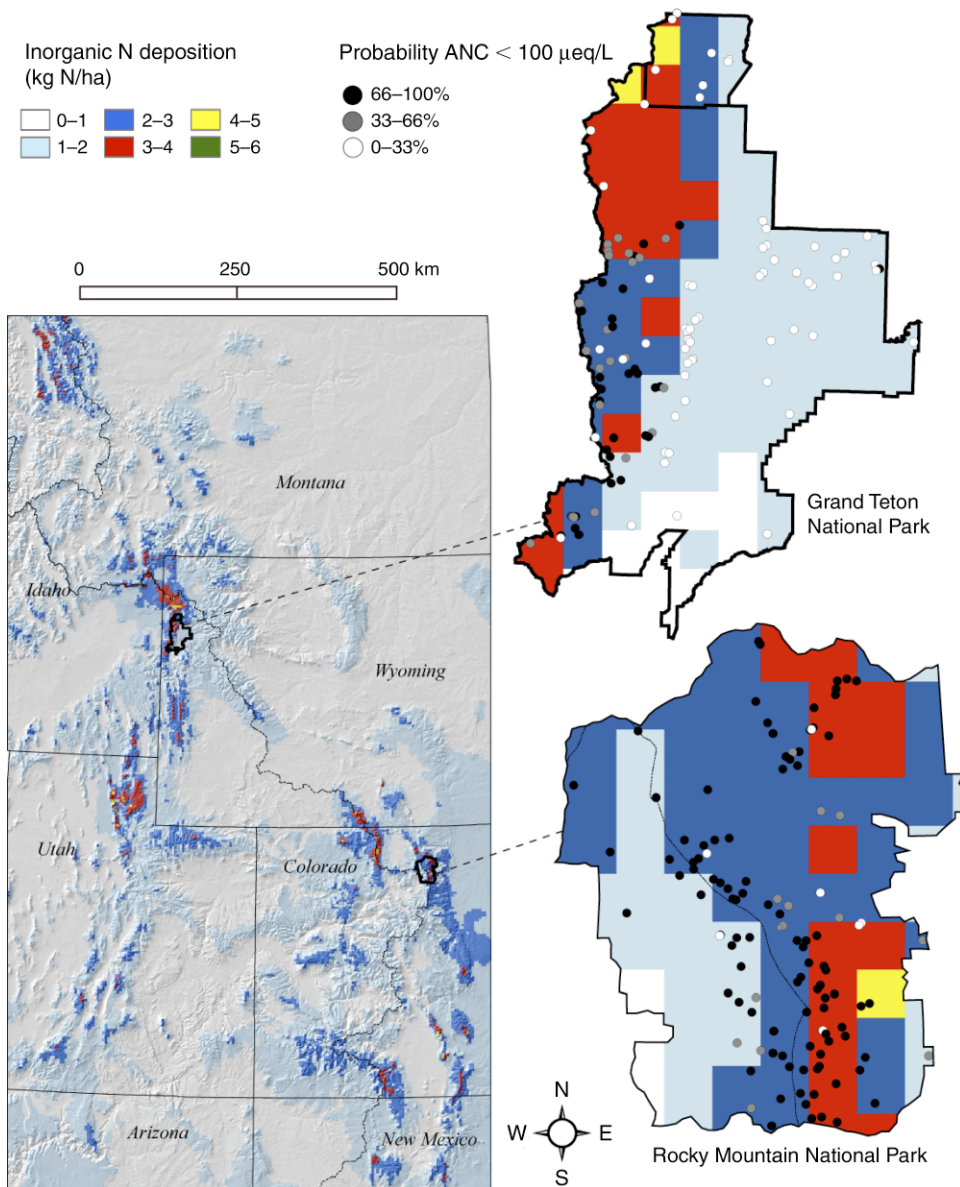 Inorganic N deposition
(kg N/ha)
0–1
2–3
4–5
1–2
3–4
5–6
Probability ANC < 100 μeq/L
66–100%
33–66%
0–33%
0
250
500 km
Montana
Idaho
Wyoming
Utah
Colorado
Arizona
New Mexico
Grand Teton
National Park
N
W
E
S
Rocky Mountain National Park